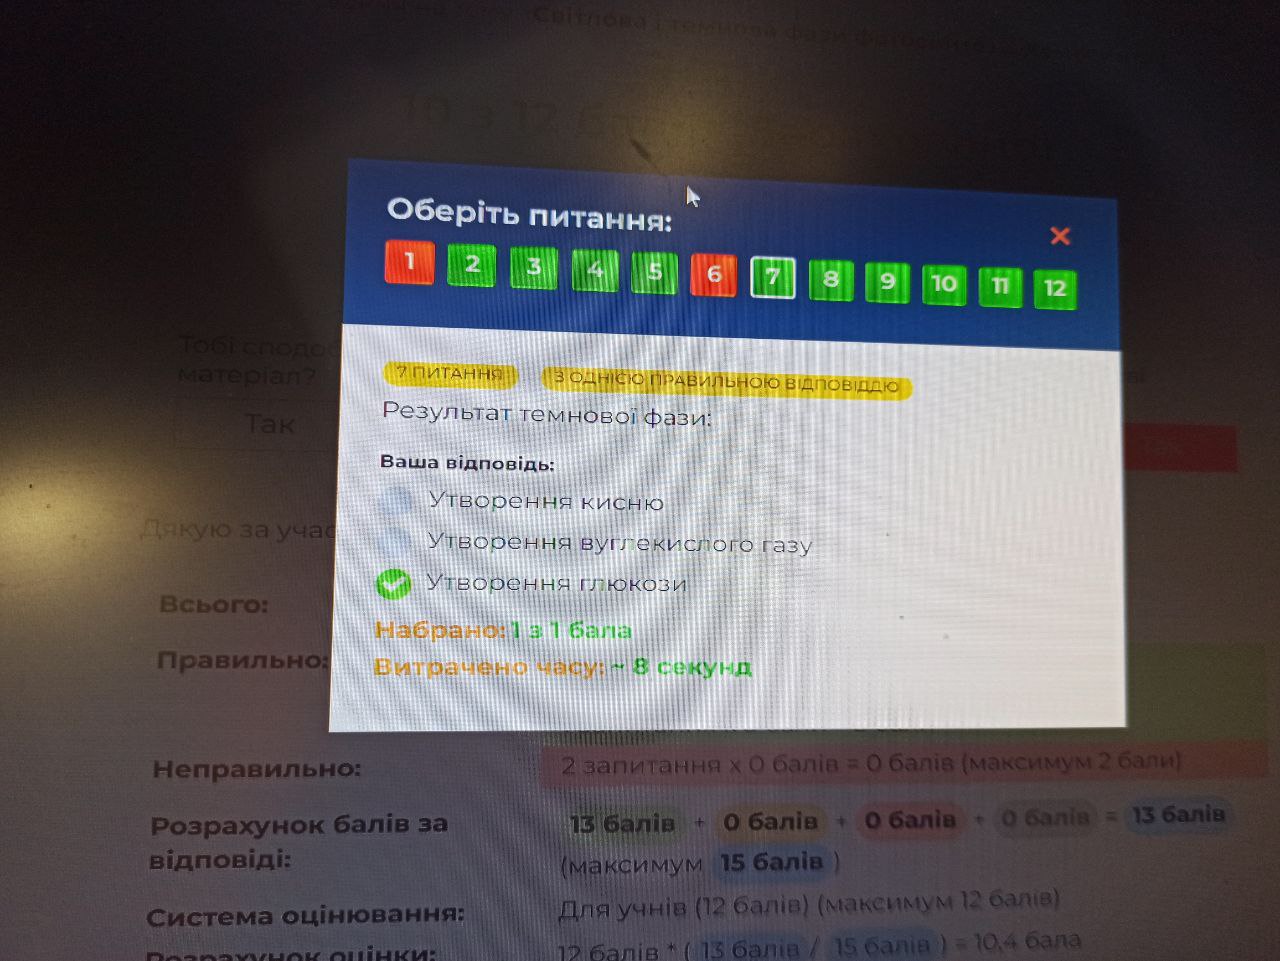 Світлова і темнова фази
10 з 12
Оберіть питання:
×
1 2 3 4 5 6 7 8 9 10 11 12
7 ПИТАННЯ З ОДНІЄЮ ПРАВИЛЬНОЮ ВІДПОВІДДЮ
Результат темнової фази:
Ваша відповідь:
Утворення кисню
Утворення вуглекислого газу
Утворення глюкози
Набрано: 1 з 1 бала
Витрачено часу: ~ 8 секунд
Тобі
матеріал?
Так
Дякую за
Всього:
Правильно:
Неправильно: 2 запитання x 0 балів = 0 балів (максимум 2 бали)
Розрахунок балів за 13 балів + 0 балів + 0 балів + 0 балів = 13 балів
відповіді: (максимум 15 балів )
Система оцінювання: Для учнів (12 балів) (максимум 12 балів)
Розрахунок оцінки: 12 балів * ( 13 балів / 15 балів ) = 10,4 бала